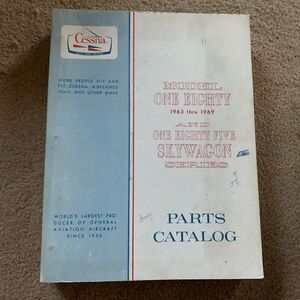 Cessna
MORE PEOPLE BUY AND
FLY CESSNA AIRPLANES
THAN ANY OTHER MAKE
WORLD'S LARGEST PRO
DUCER OF GENERAL
AVIATION AIRCRAFT
SINCE 1956
MODEL
ONE EIGHTY
1963 thru 1969
AND
ONE EIGHTY FIVE
SKYWAGON
SERIES
PARTS
CATALOG